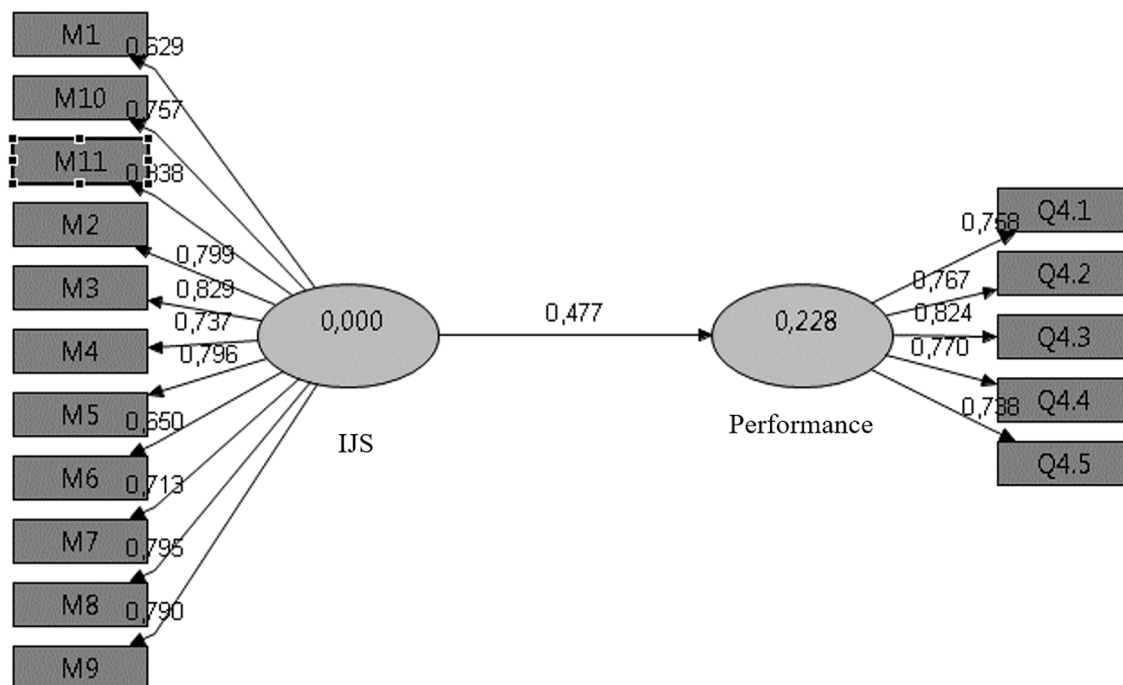 M1
0,629
M10
0,757
M11
0,838
M2
0,799
M3
0,829
M4
0,737
M5
0,796
M6
0,650
M7
0,713
M8
0,795
M9
0,790
0,000
IJS
0,477
0,228
Performance
Q4.1
0,768
Q4.2
0,767
Q4.3
0,824
Q4.4
0,770
Q4.5
0,738